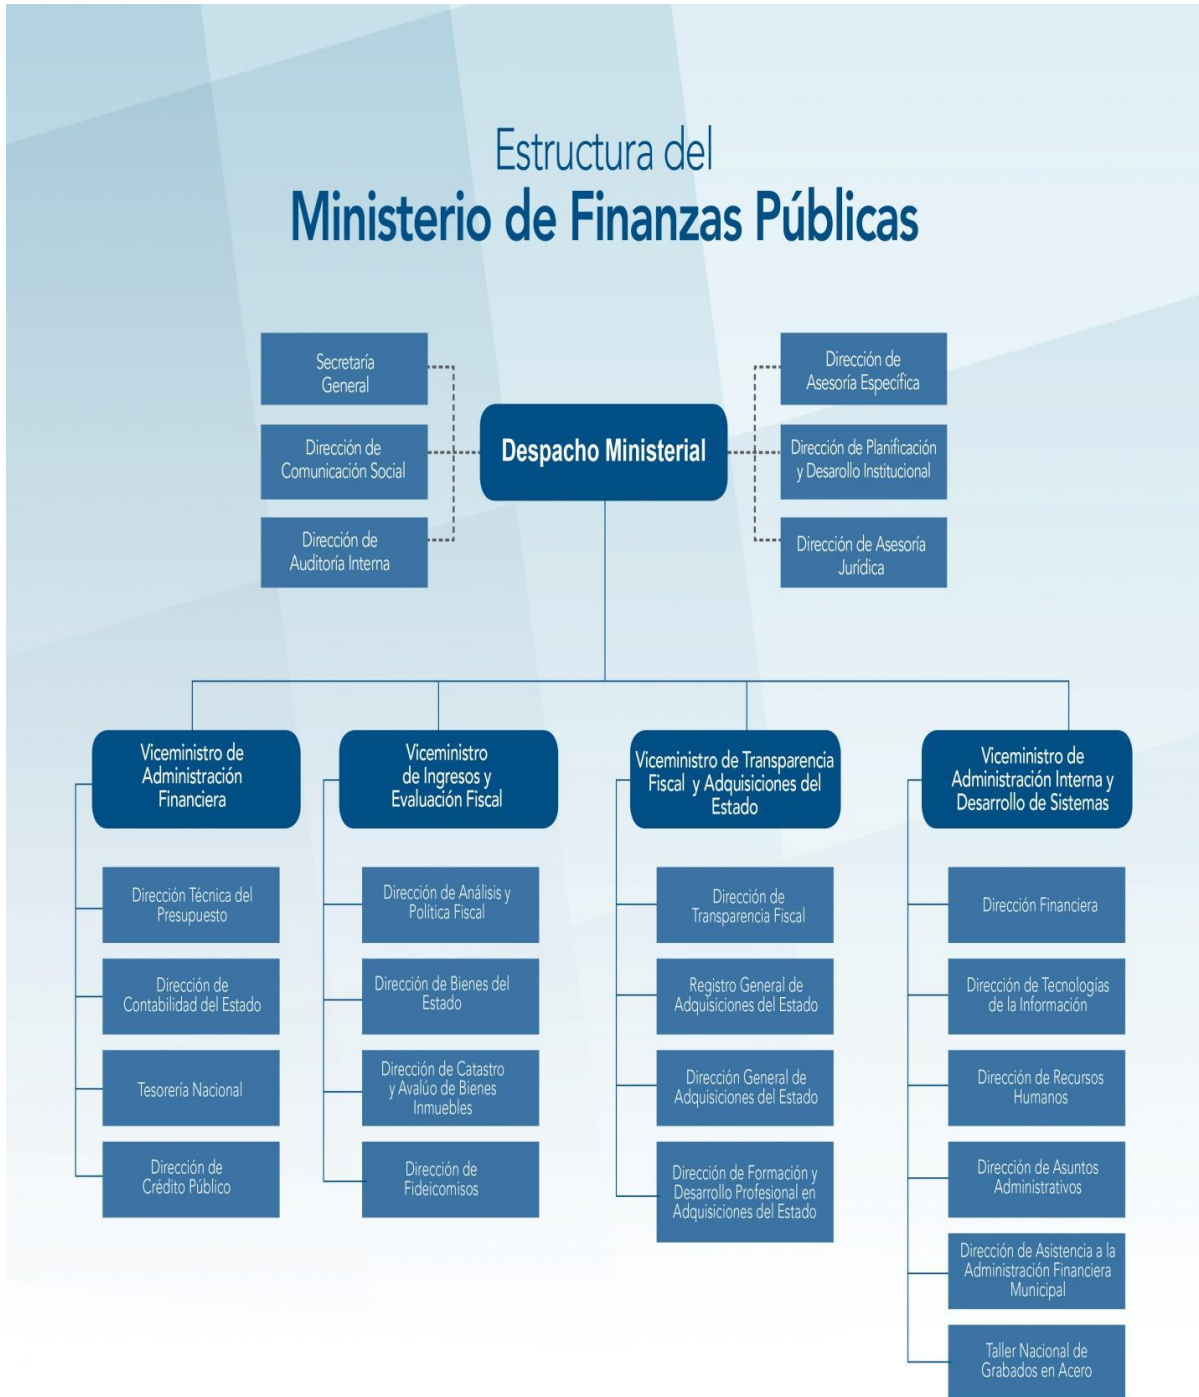 Estructura del
Ministerio de Finanzas Públicas
Secretaría
General
Dirección de
Comunicación Social
Dirección de
Auditoría Interna
Despacho Ministerial
Dirección de
Asesoría Específica
Dirección de Planificación
y Desarollo Institucional
Dirección de Asesoría
Jurídica
Viceministro de
Administración
Financiera
Dirección Técnica del
Presupuesto
Dirección de
Contabilidad del Estado
Tesorería Nacional
Dirección de
Crédito Público
Viceministro
de Ingresos y
Evaluación Fiscal
Dirección de Análisis y
Política Fiscal
Dirección de Bienes del
Estado
Dirección de Catastro
y Avalúo de Bienes
Inmuebles
Dirección de
Fideicomisos
Viceministro de Transparencia
Fiscal y Adquisiciones del
Estado
Dirección de
Transparencia Fiscal
Registro General de
Adquisiciones del Estado
Dirección General de
Adquisiciones del Estado
Dirección de Formación y
Desarrollo Profesional en
Adquisiciones del Estado
Viceministro de
Administración Interna y
Desarrollo de Sistemas
Dirección Financiera
Dirección de Tecnologías
de la Información
Dirección de Recursos
Humanos
Dirección de Asuntos
Administrativos
Dirección de Asistencia a la
Administración Financiera
Municipal
Taller Nacional de
Grabados en Acero